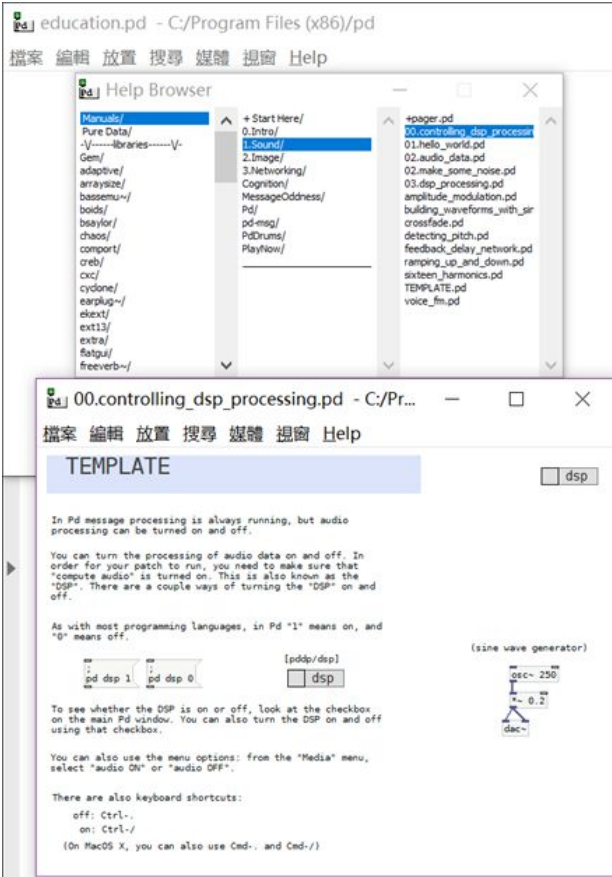 education.pd - C:/Program Files (x86)/pd
檔案 編輯 放置 搜尋 媒體 視窗 Help
Help Browser
Manuals/
Pure Data/
-\/------libraries------\/-
Gem/
adaptive/
arraysize/
bassemu~/
boids/
bsaylor/
chaos/
comport/
creb/
cxc/
cyclone/
earplug~/
ekext/
ext13/
extra/
flatgui/
freeverb~/
+ Start Here/
0.Intro/
1.Sound/
2.Image/
3.Networking/
Cognition/
MessageOddness/
Pd/
pd-msg/
PdDrums/
PlayNow/
+pager.pd
00.controlling_dsp_processin
01.hello_world.pd
02.audio_data.pd
02.make_some_noise.pd
03.dsp_processing.pd
amplitude_modulation.pd
building_waveforms_with_sir
crossfade.pd
detecting_pitch.pd
feedback_delay_network.pd
ramping_up_and_down.pd
sixteen_harmonics.pd
TEMPLATE.pd
voice_fm.pd
00.controlling_dsp_processing.pd - C:/Pr...
檔案 編輯 放置 搜尋 媒體 視窗 Help
TEMPLATE
dsp
In Pd message processing is always running, but audio
processing can be turned on and off.
You can turn the processing of audio data on and off. In
order for your patch to run, you need to make sure that
"compute audio" is turned on. This is also known as the
"DSP". There are a couple ways of turning the "DSP" on and
off.
As with most programming languages, in Pd "1" means on, and
"0" means off.
;
pd dsp 1
;
pd dsp 0
[pddp/dsp]
dsp
To see whether the DSP is on or off, look at the checkbox
on the main Pd window. You can also turn the DSP on and off
using that checkbox.
You can also use the menu options: from the "Media" menu,
select "audio ON" or "audio OFF".
There are also keyboard shortcuts:
off: Ctrl-.
on: Ctrl-/
(On MacOS X, you can also use Cmd-. and Cmd-/)
(sine wave generator)
osc~ 250
*~ 0.2
dac~